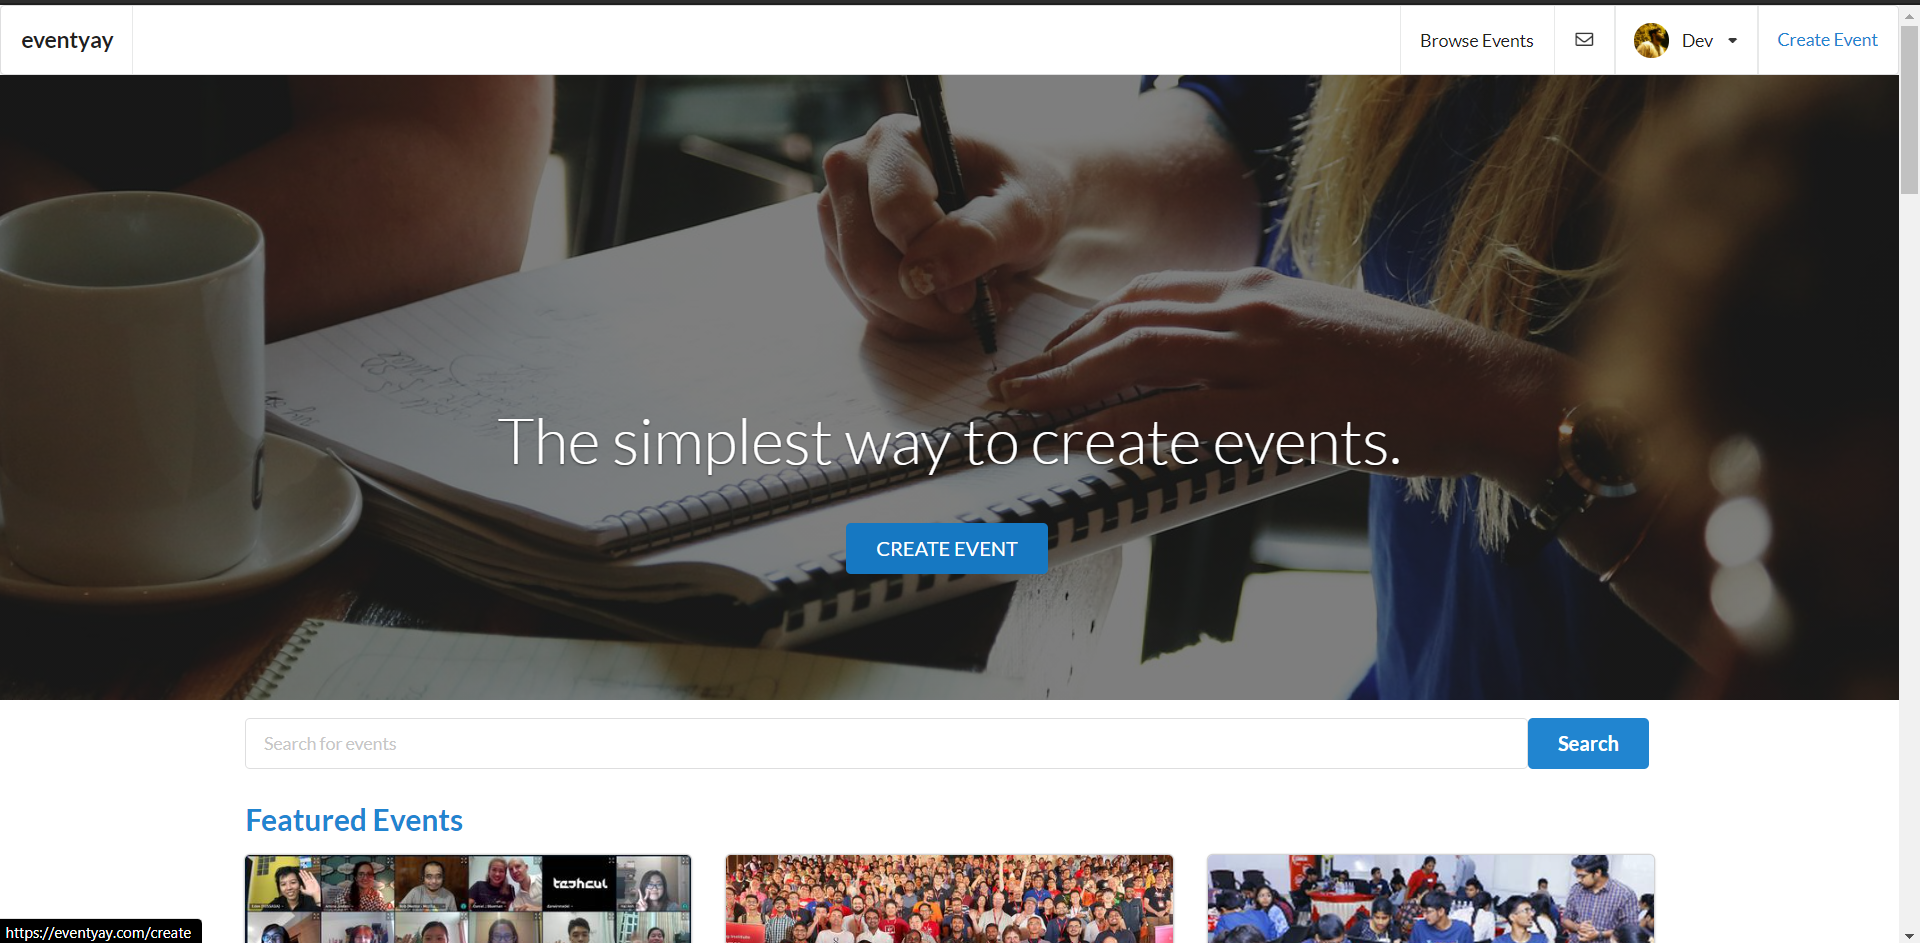 eventyay
Browse Events
Dev
Create Event
The simplest way to create events.
CREATE EVENT
Search for events
Search
Featured Events
techcul
https://eventyay.com/create